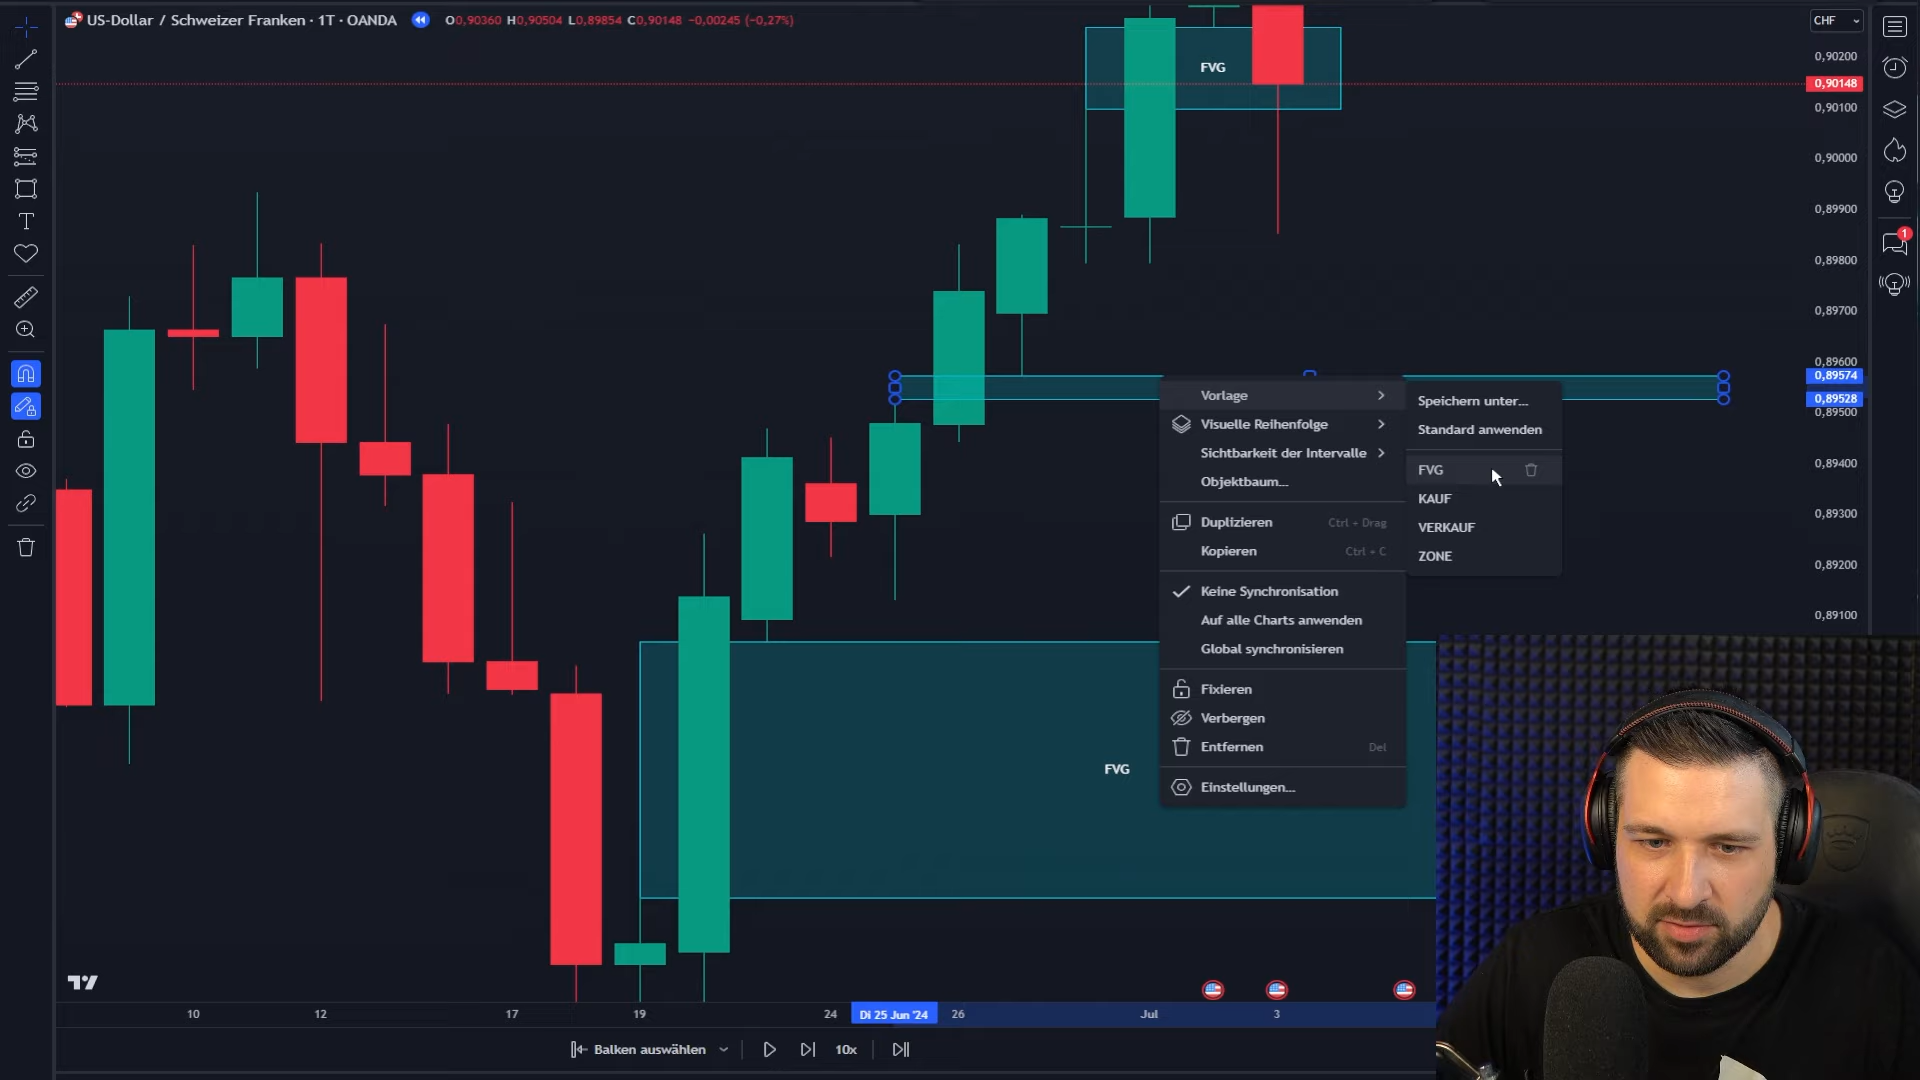 US-Dollar / Schweizer Franken · 1T · OANDA
O0,90360 H0,90504 L0,89854 C0,90148 −0,00245 (−0,27%)
CHF
0,90200
0,90148
0,90100
0,90000
0,89900
0,89800
0,89700
0,89600
0,89574
0,89528
0,89500
0,89400
0,89300
0,89200
0,89100
1
FVG
FVG
Vorlage
Visuelle Reihenfolge
Sichtbarkeit der Intervalle
Objektbaum...
Duplizieren Ctrl + Drag
Kopieren Ctrl + C
Keine Synchronisation
Auf alle Charts anwenden
Global synchronisieren
Fixieren
Verbergen
Entfernen Del
Einstellungen...
Speichern unter...
Standard anwenden
FVG
KAUF
VERKAUF
ZONE
10 12 17 19 24 Di 25 Jun '24 26 Jul 3
Balken auswählen 10x